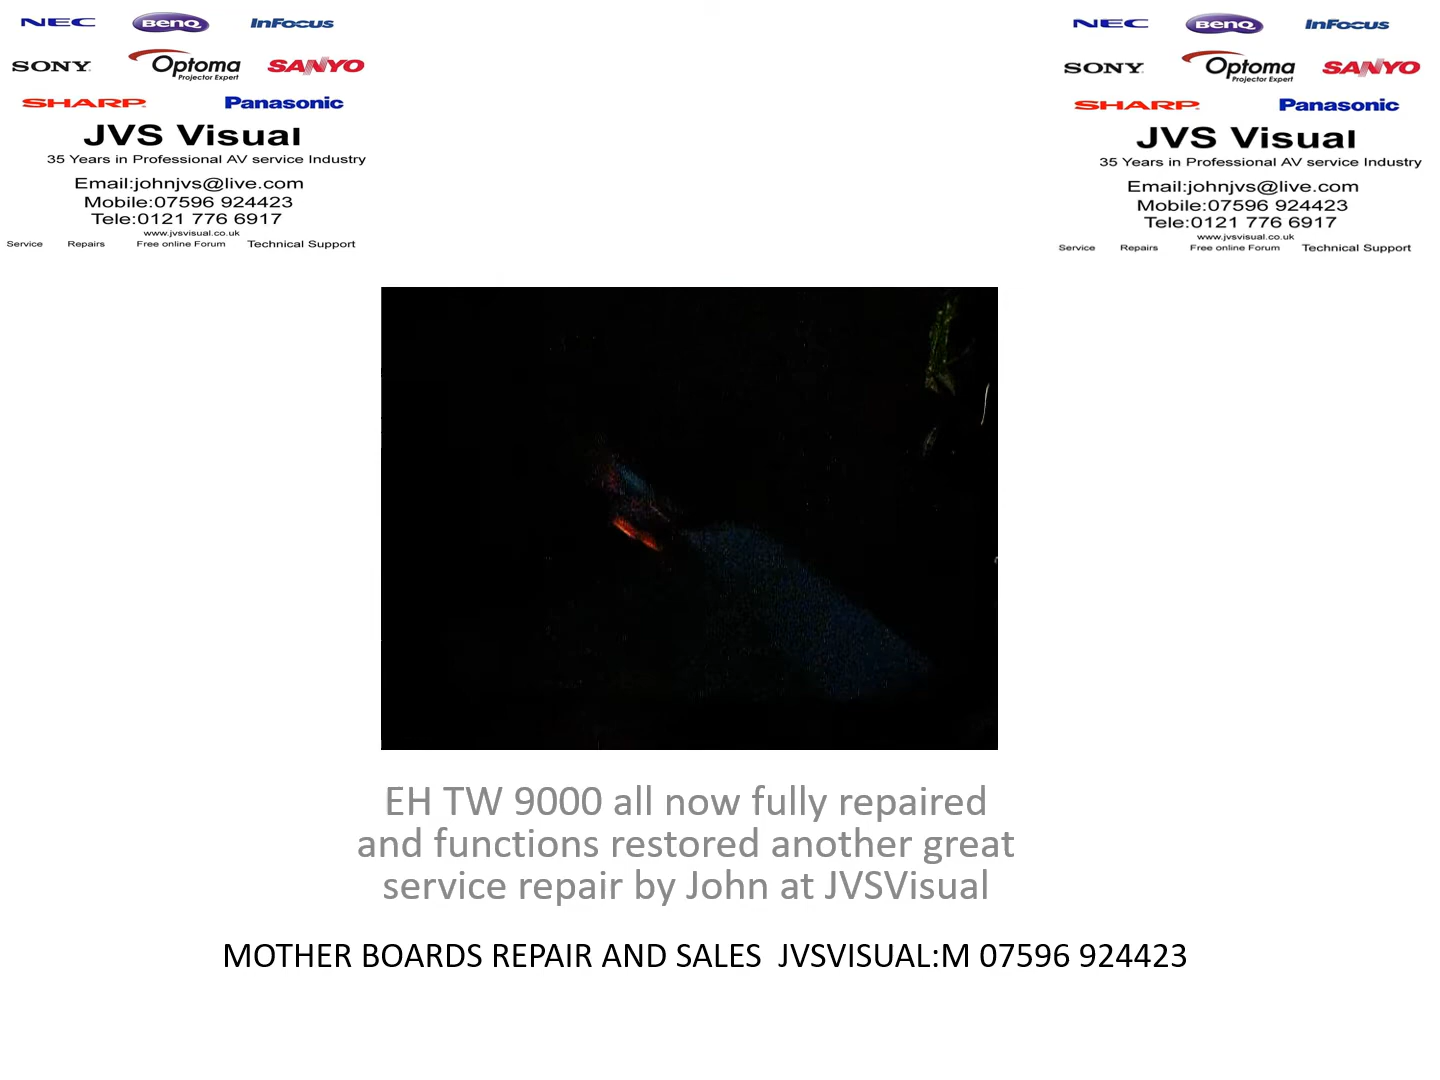 NEC BenQ InFocus
SONY Optoma SANYO
Projector Expert
SHARP Panasonic
JVS Visual
35 Years in Professional AV service Industry
Email:johnjvs@live.com
Mobile:07596 924423
Tele:0121 776 6917
www.jvsvisual.co.uk
Service Repairs Free online Forum Technical Support
NEC BenQ InFocus
SONY Optoma SANYO
Projector Expert
SHARP Panasonic
JVS Visual
35 Years in Professional AV service Industry
Email:johnjvs@live.com
Mobile:07596 924423
Tele:0121 776 6917
www.jvsvisual.co.uk
Service Repairs Free online Forum Technical Support
EH TW 9000 all now fully repaired
and functions restored another great
service repair by John at JVSVisual
MOTHER BOARDS REPAIR AND SALES JVSVISUAL:M 07596 924423